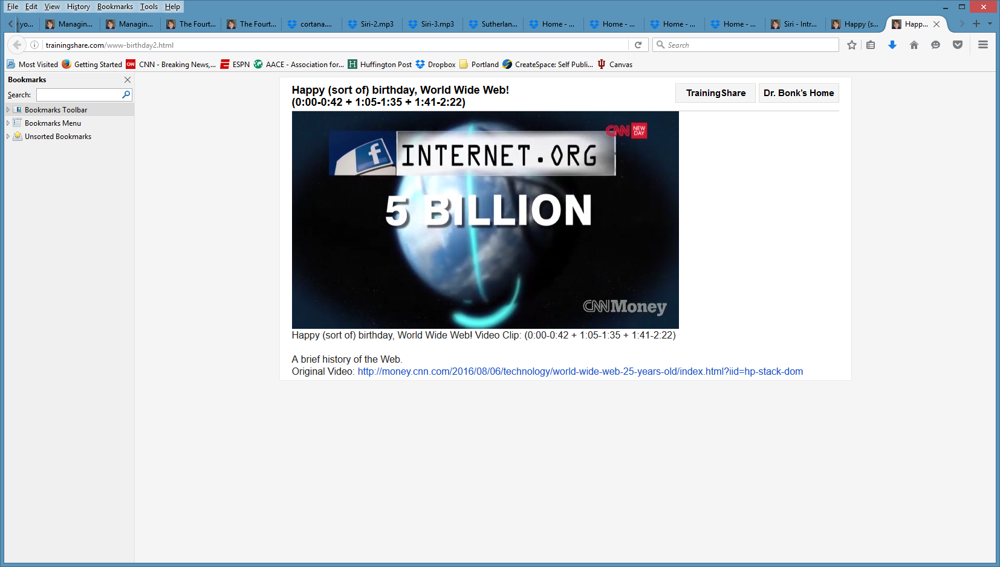 File Edit View History Bookmarks Tools Help
yo... Managin... Managin... The Fourt... The Fourt... cortana.... Siri-2.mp3 Siri-3.mp3 Sutherlan... Home - ... Home - ... Home - ... Home - ... Siri - Intr... Happy (s... Happ...
trainingshare.com/www-birthday2.html Search
Most Visited Getting Started CNN - Breaking News,... ESPN AACE - Association for... Huffington Post Dropbox Portland CreateSpace: Self Publi... Canvas
Bookmarks
Search:
Bookmarks Toolbar
Bookmarks Menu
Unsorted Bookmarks
Happy (sort of) birthday, World Wide Web!
(0:00-0:42 + 1:05-1:35 + 1:41-2:22)
TrainingShare Dr. Bonk's Home
CNN NEW DAY
f INTERNET.ORG
5 BILLION
CNNMoney
Happy (sort of) birthday, World Wide Web! Video Clip: (0:00-0:42 + 1:05-1:35 + 1:41-2:22)
A brief history of the Web.
Original Video: http://money.cnn.com/2016/08/06/technology/world-wide-web-25-years-old/index.html?iid=hp-stack-dom